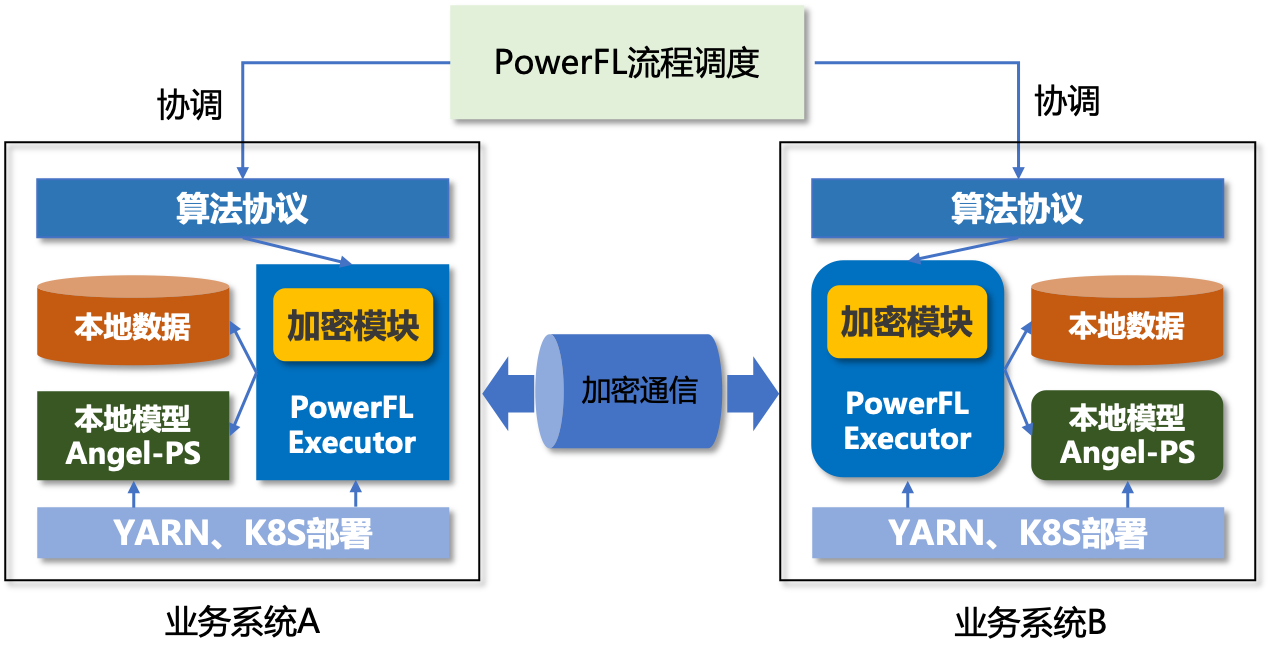 PowerFL流程调度
协调
协调
算法协议
本地数据
加密模块
PowerFL
Executor
本地模型
Angel-PS
YARN、K8S部署
业务系统A
加密通信
算法协议
加密模块
PowerFL
Executor
本地数据
本地模型
Angel-PS
YARN、K8S部署
业务系统B